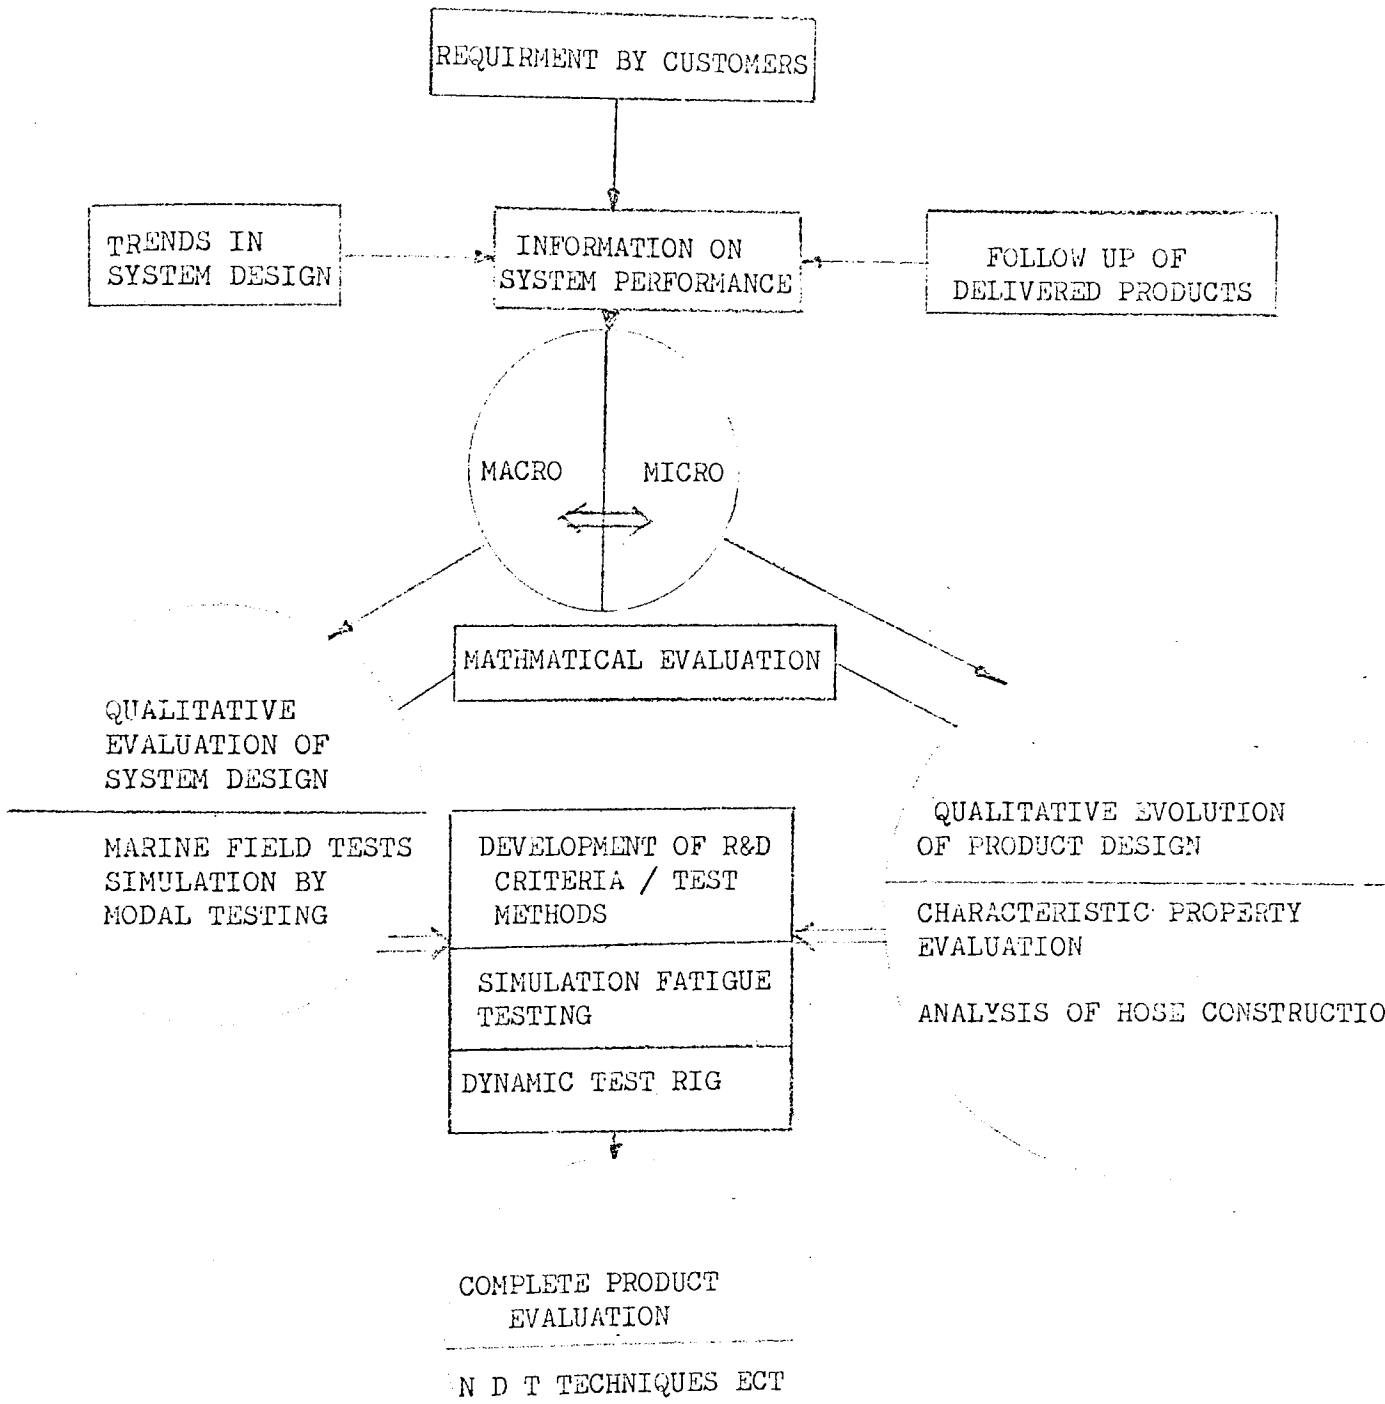 REQUIRMENT BY CUSTOMERS
TRENDS IN
SYSTEM DESIGN
INFORMATION ON
SYSTEM PERFORMANCE
FOLLOW UP OF
DELIVERED PRODUCTS
MACRO
MICRO
MATHMATICAL EVALUATION
QUALITATIVE
EVALUATION OF
SYSTEM DESIGN
MARINE FIELD TESTS
SIMULATION BY
MODAL TESTING
DEVELOPMENT OF R&D
CRITERIA / TEST
METHODS
SIMULATION FATIGUE
TESTING
DYNAMIC TEST RIG
QUALITATIVE EVOLUTION
OF PRODUCT DESIGN
CHARACTERISTIC PROPERTY
EVALUATION
ANALYSIS OF HOSE CONSTRUCTIO
COMPLETE PRODUCT
EVALUATION
N D T TECHNIQUES ECT